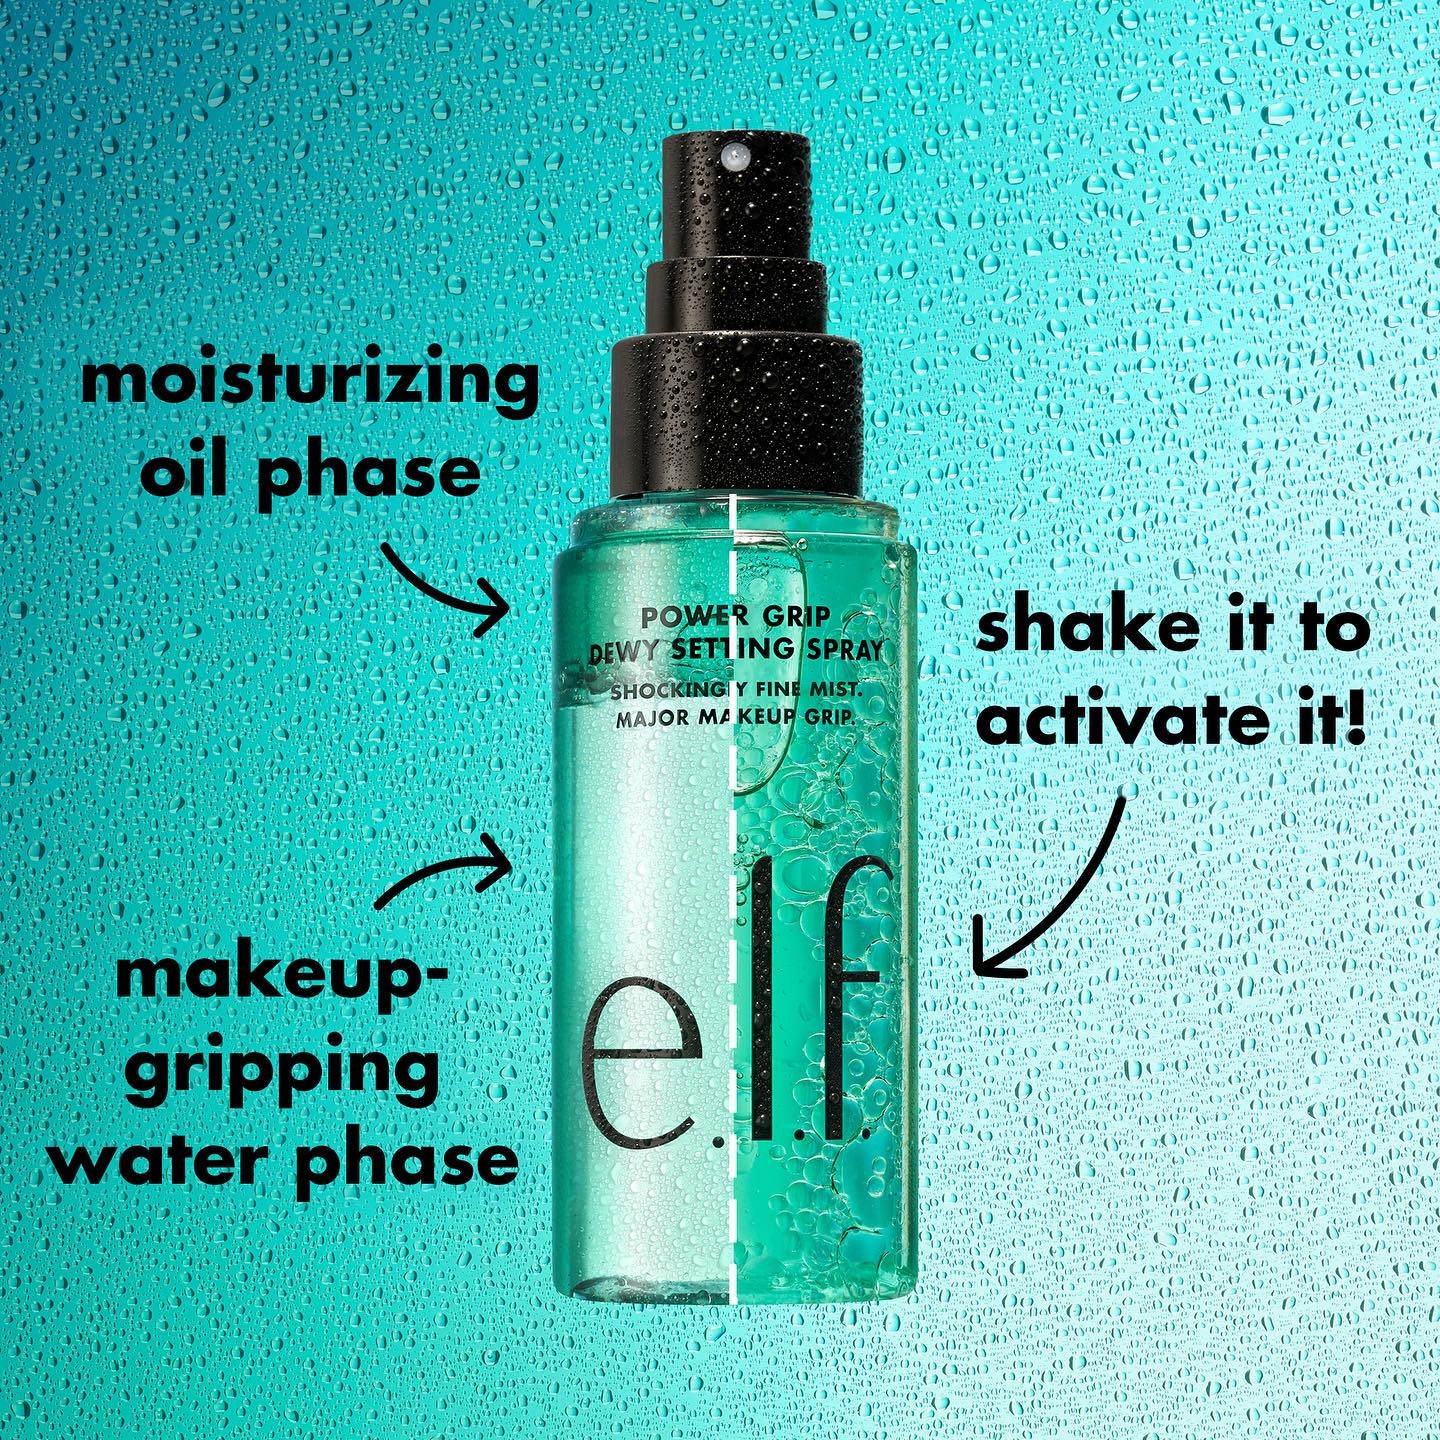 moisturizing
oil phase
POWER GRIP
DEWY SETTING SPRAY
SHOCKINGLY FINE MIST.
MAJOR MAKEUP GRIP.
shake it to
activate it!
makeup-
gripping
water phase
e.l.f.